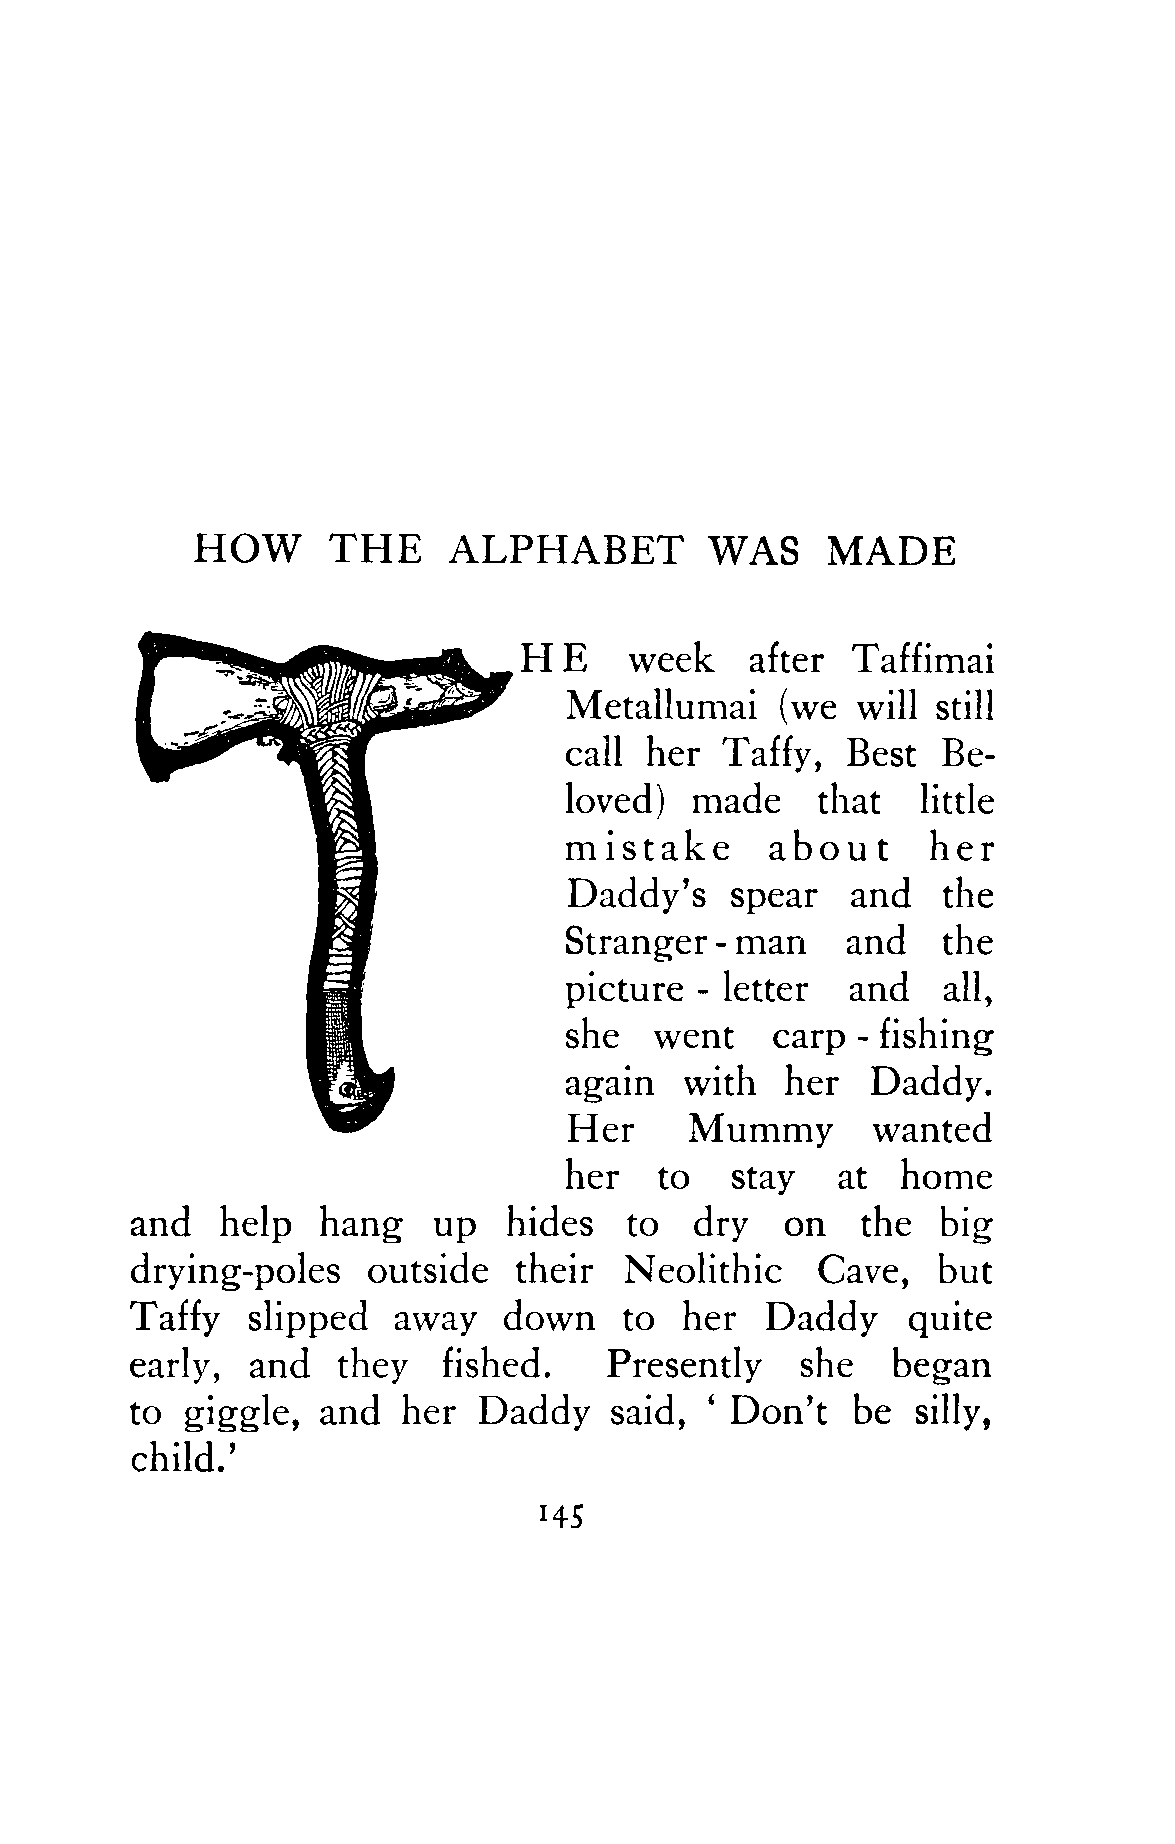 HOW THE ALPHABET WAS MADE
THE week after Taffimai
Metallumai (we will still
call her Taffy, Best Be-
loved) made that little
mistake about her
Daddy's spear and the
Stranger-man and the
picture-letter and all,
she went carp-fishing
again with her Daddy.
Her Mummy wanted
her to stay at home
and help hang up hides to dry on the big
drying-poles outside their Neolithic Cave, but
Taffy slipped away down to her Daddy quite
early, and they fished. Presently she began
to giggle, and her Daddy said, ‘Don't be silly,
child.’
145